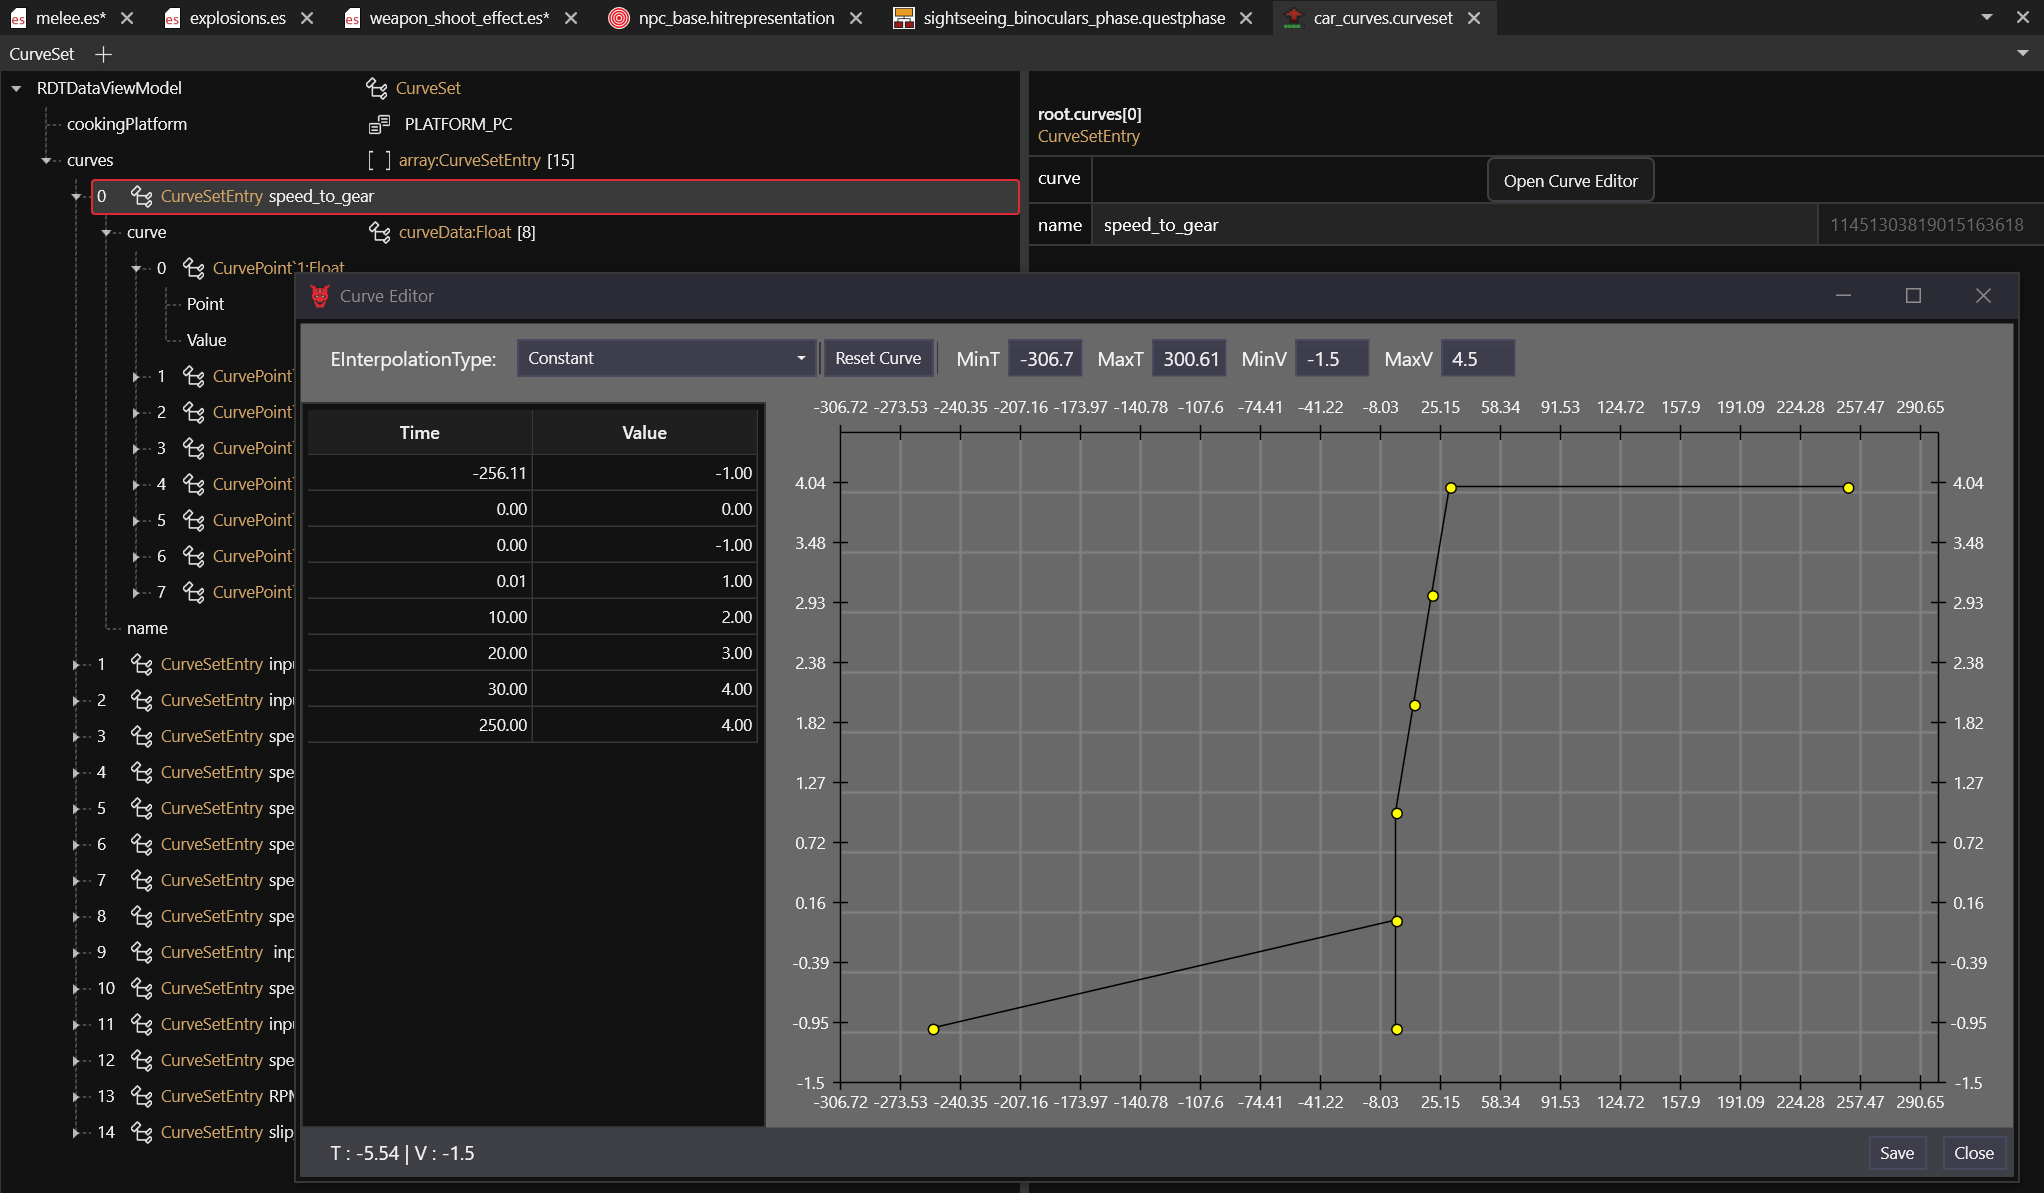 melee.es*
explosions.es
weapon_shoot_effect.es*
npc_base.hitrepresentation
sightseeing_binoculars_phase.questphase
car_curves.curveset
CurveSet
RDTDataViewModel CurveSet
cookingPlatform PLATFORM_PC
curves [ ] array:CurveSetEntry [15]
0 CurveSetEntry speed_to_gear
curve curveData:Float [8]
0 CurvePoint`1:Float
Point
Value
1 CurvePoint`
2 CurvePoint`
3 CurvePoint`
4 CurvePoint`
5 CurvePoint`
6 CurvePoint`
7 CurvePoint`
name
1 CurveSetEntry inpu
2 CurveSetEntry inpu
3 CurveSetEntry spe
4 CurveSetEntry spe
5 CurveSetEntry spe
6 CurveSetEntry spe
7 CurveSetEntry spe
8 CurveSetEntry spe
9 CurveSetEntry inp
10 CurveSetEntry spe
11 CurveSetEntry inpu
12 CurveSetEntry spe
13 CurveSetEntry RPM
14 CurveSetEntry slip
root.curves[0]
CurveSetEntry
curve Open Curve Editor
name speed_to_gear 11451303819015163618
Curve Editor
EInterpolationType: Constant Reset Curve MinT -306.7 MaxT 300.61 MinV -1.5 MaxV 4.5
Time Value
-256.11 -1.00
0.00 0.00
0.00 -1.00
0.01 1.00
10.00 2.00
20.00 3.00
30.00 4.00
250.00 4.00
-306.72 -273.53 -240.35 -207.16 -173.97 -140.78 -107.6 -74.41 -41.22 -8.03 25.15 58.34 91.53 124.72 157.9 191.09 224.28 257.47 290.65
4.04 4.04
3.48 3.48
2.93 2.93
2.38 2.38
1.82 1.82
1.27 1.27
0.72 0.72
0.16 0.16
-0.39 -0.39
-0.95 -0.95
-1.5 -1.5
-306.72 -273.53 -240.35 -207.16 -173.97 -140.78 -107.6 -74.41 -41.22 -8.03 25.15 58.34 91.53 124.72 157.9 191.09 224.28 257.47 290.65
T : -5.54 | V : -1.5
Save Close